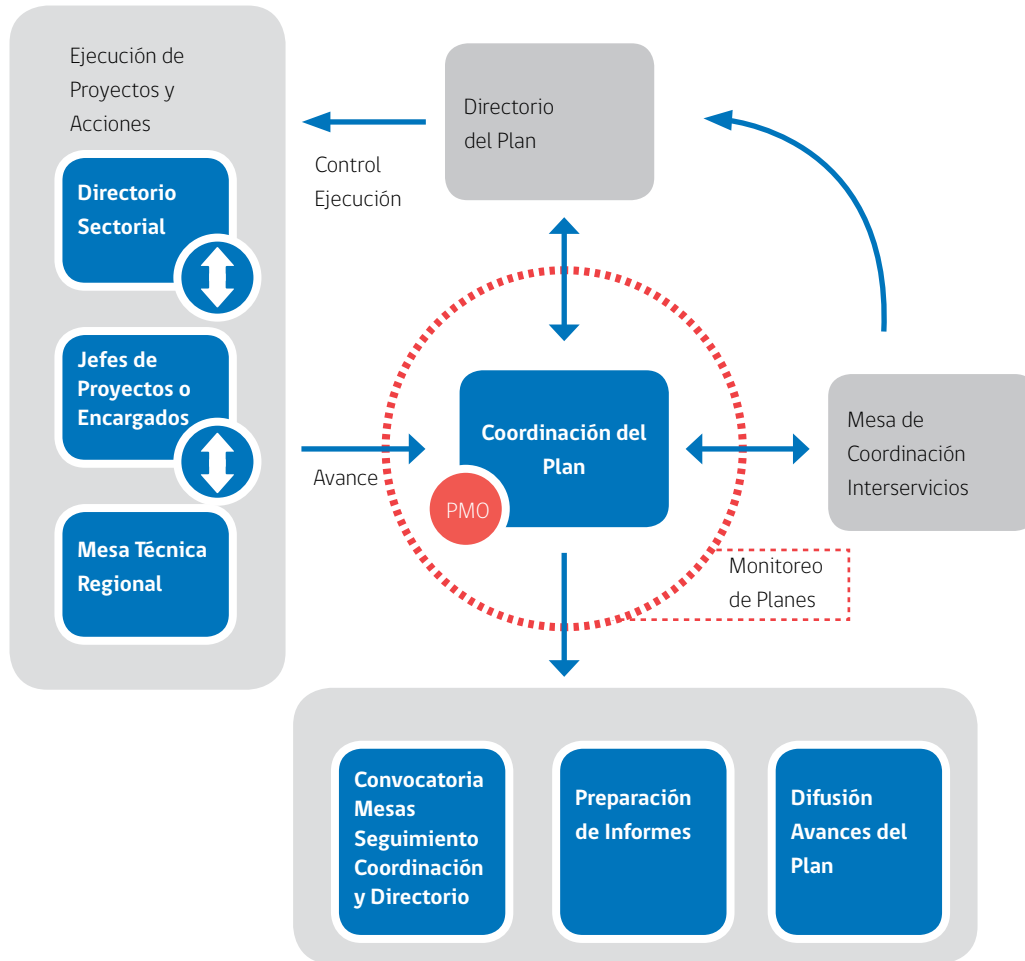 Ejecución de
Proyectos y
Acciones
Directorio
Sectorial
Jefes de
Proyectos o
Encargados
Mesa Técnica
Regional
Control
Ejecución
Directorio
del Plan
Avance
Coordinación del
Plan
PMO
Mesa de
Coordinación
Interservicios
Monitoreo
de Planes
Convocatoria
Mesas
Seguimiento
Coordinación
y Directorio
Preparación
de Informes
Difusión
Avances del
Plan